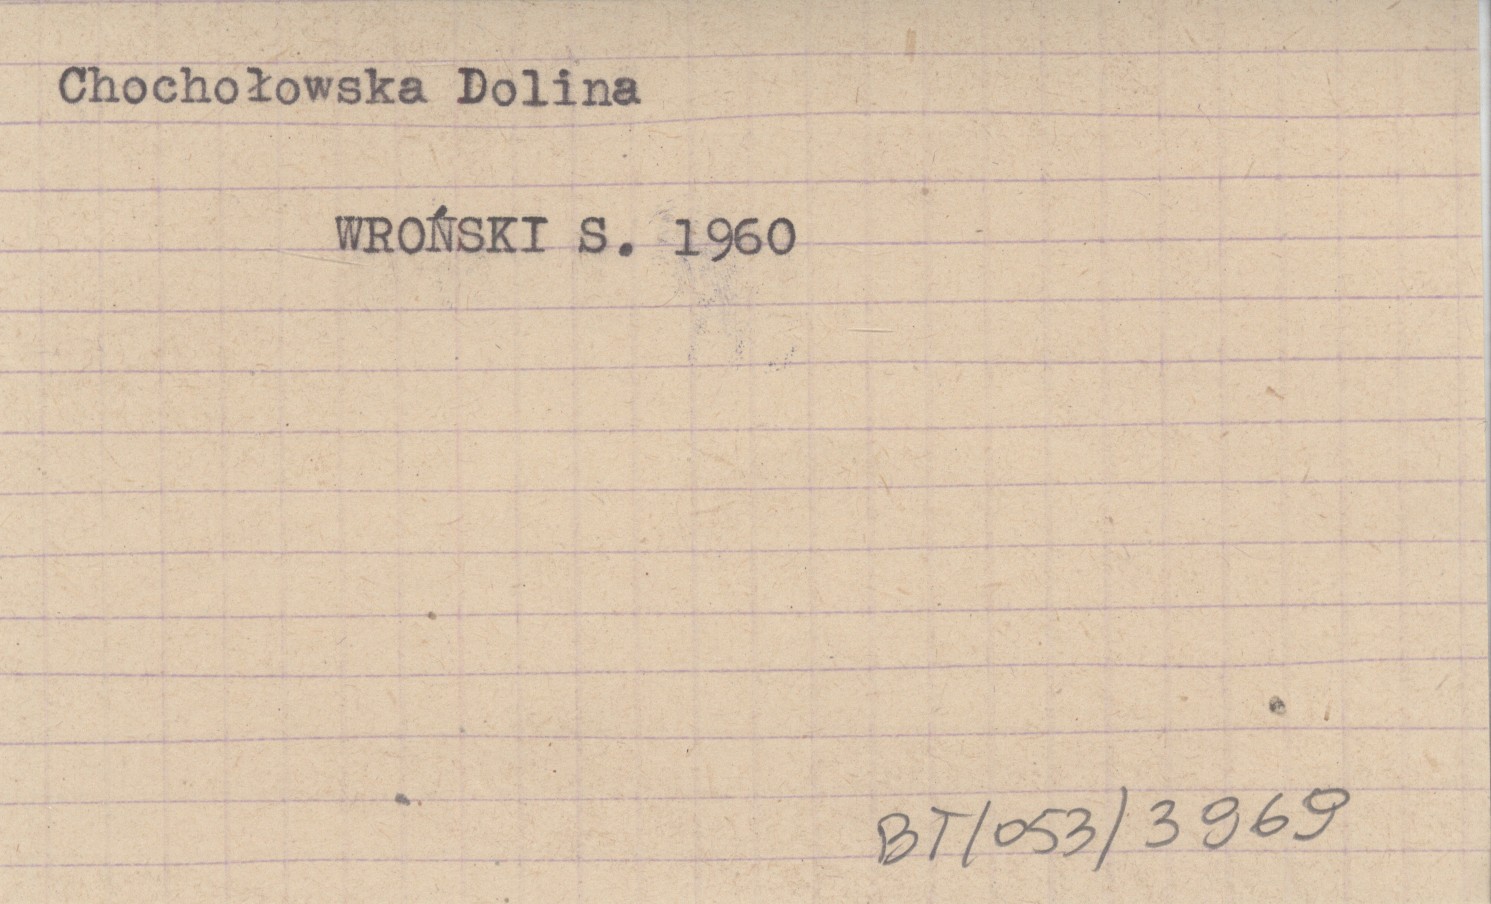 Chochołowska Dolina
WROŃSKI S. 1960
BT/053/3969